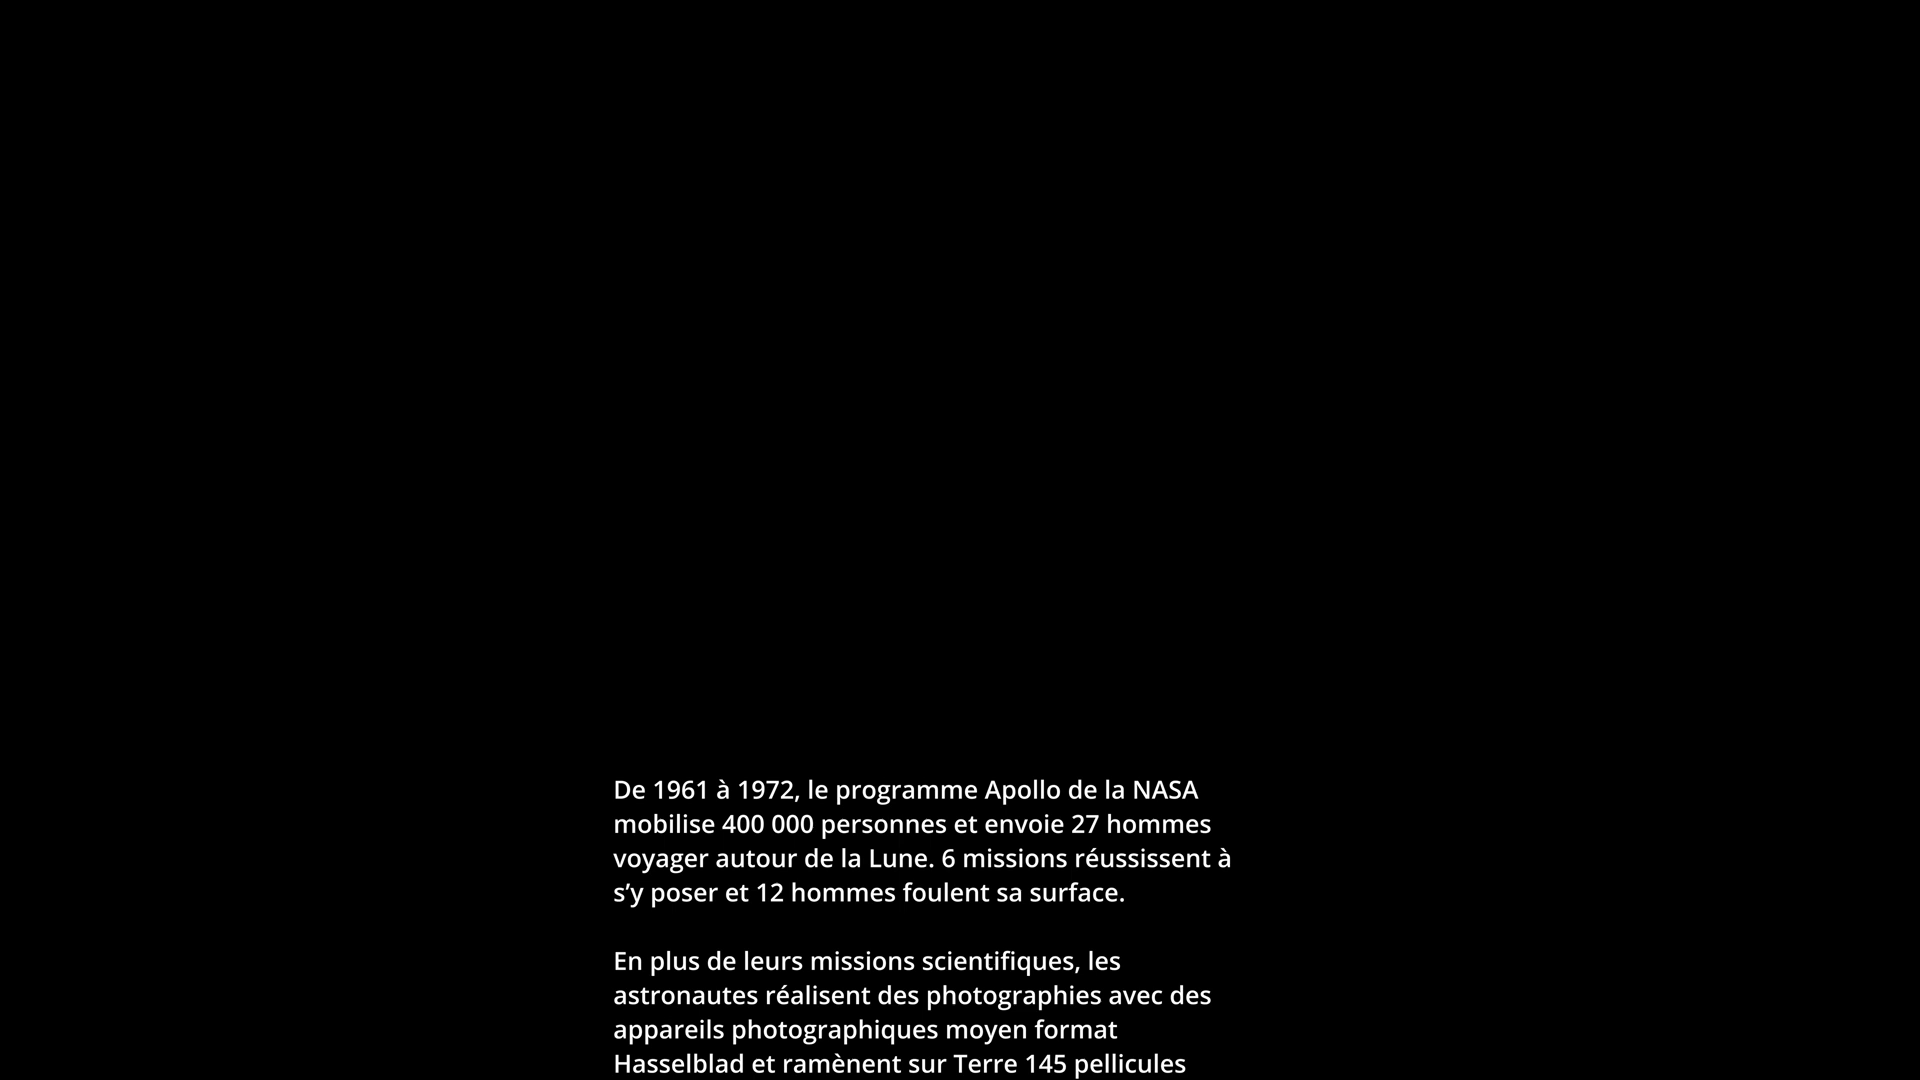 De 1961 à 1972, le programme Apollo de la NASA
mobilise 400 000 personnes et envoie 27 hommes
voyager autour de la Lune. 6 missions réussissent à
s’y poser et 12 hommes foulent sa surface.
En plus de leurs missions scientifiques, les
astronautes réalisent des photographies avec des
appareils photographiques moyen format
Hasselblad et ramènent sur Terre 145 pellicules